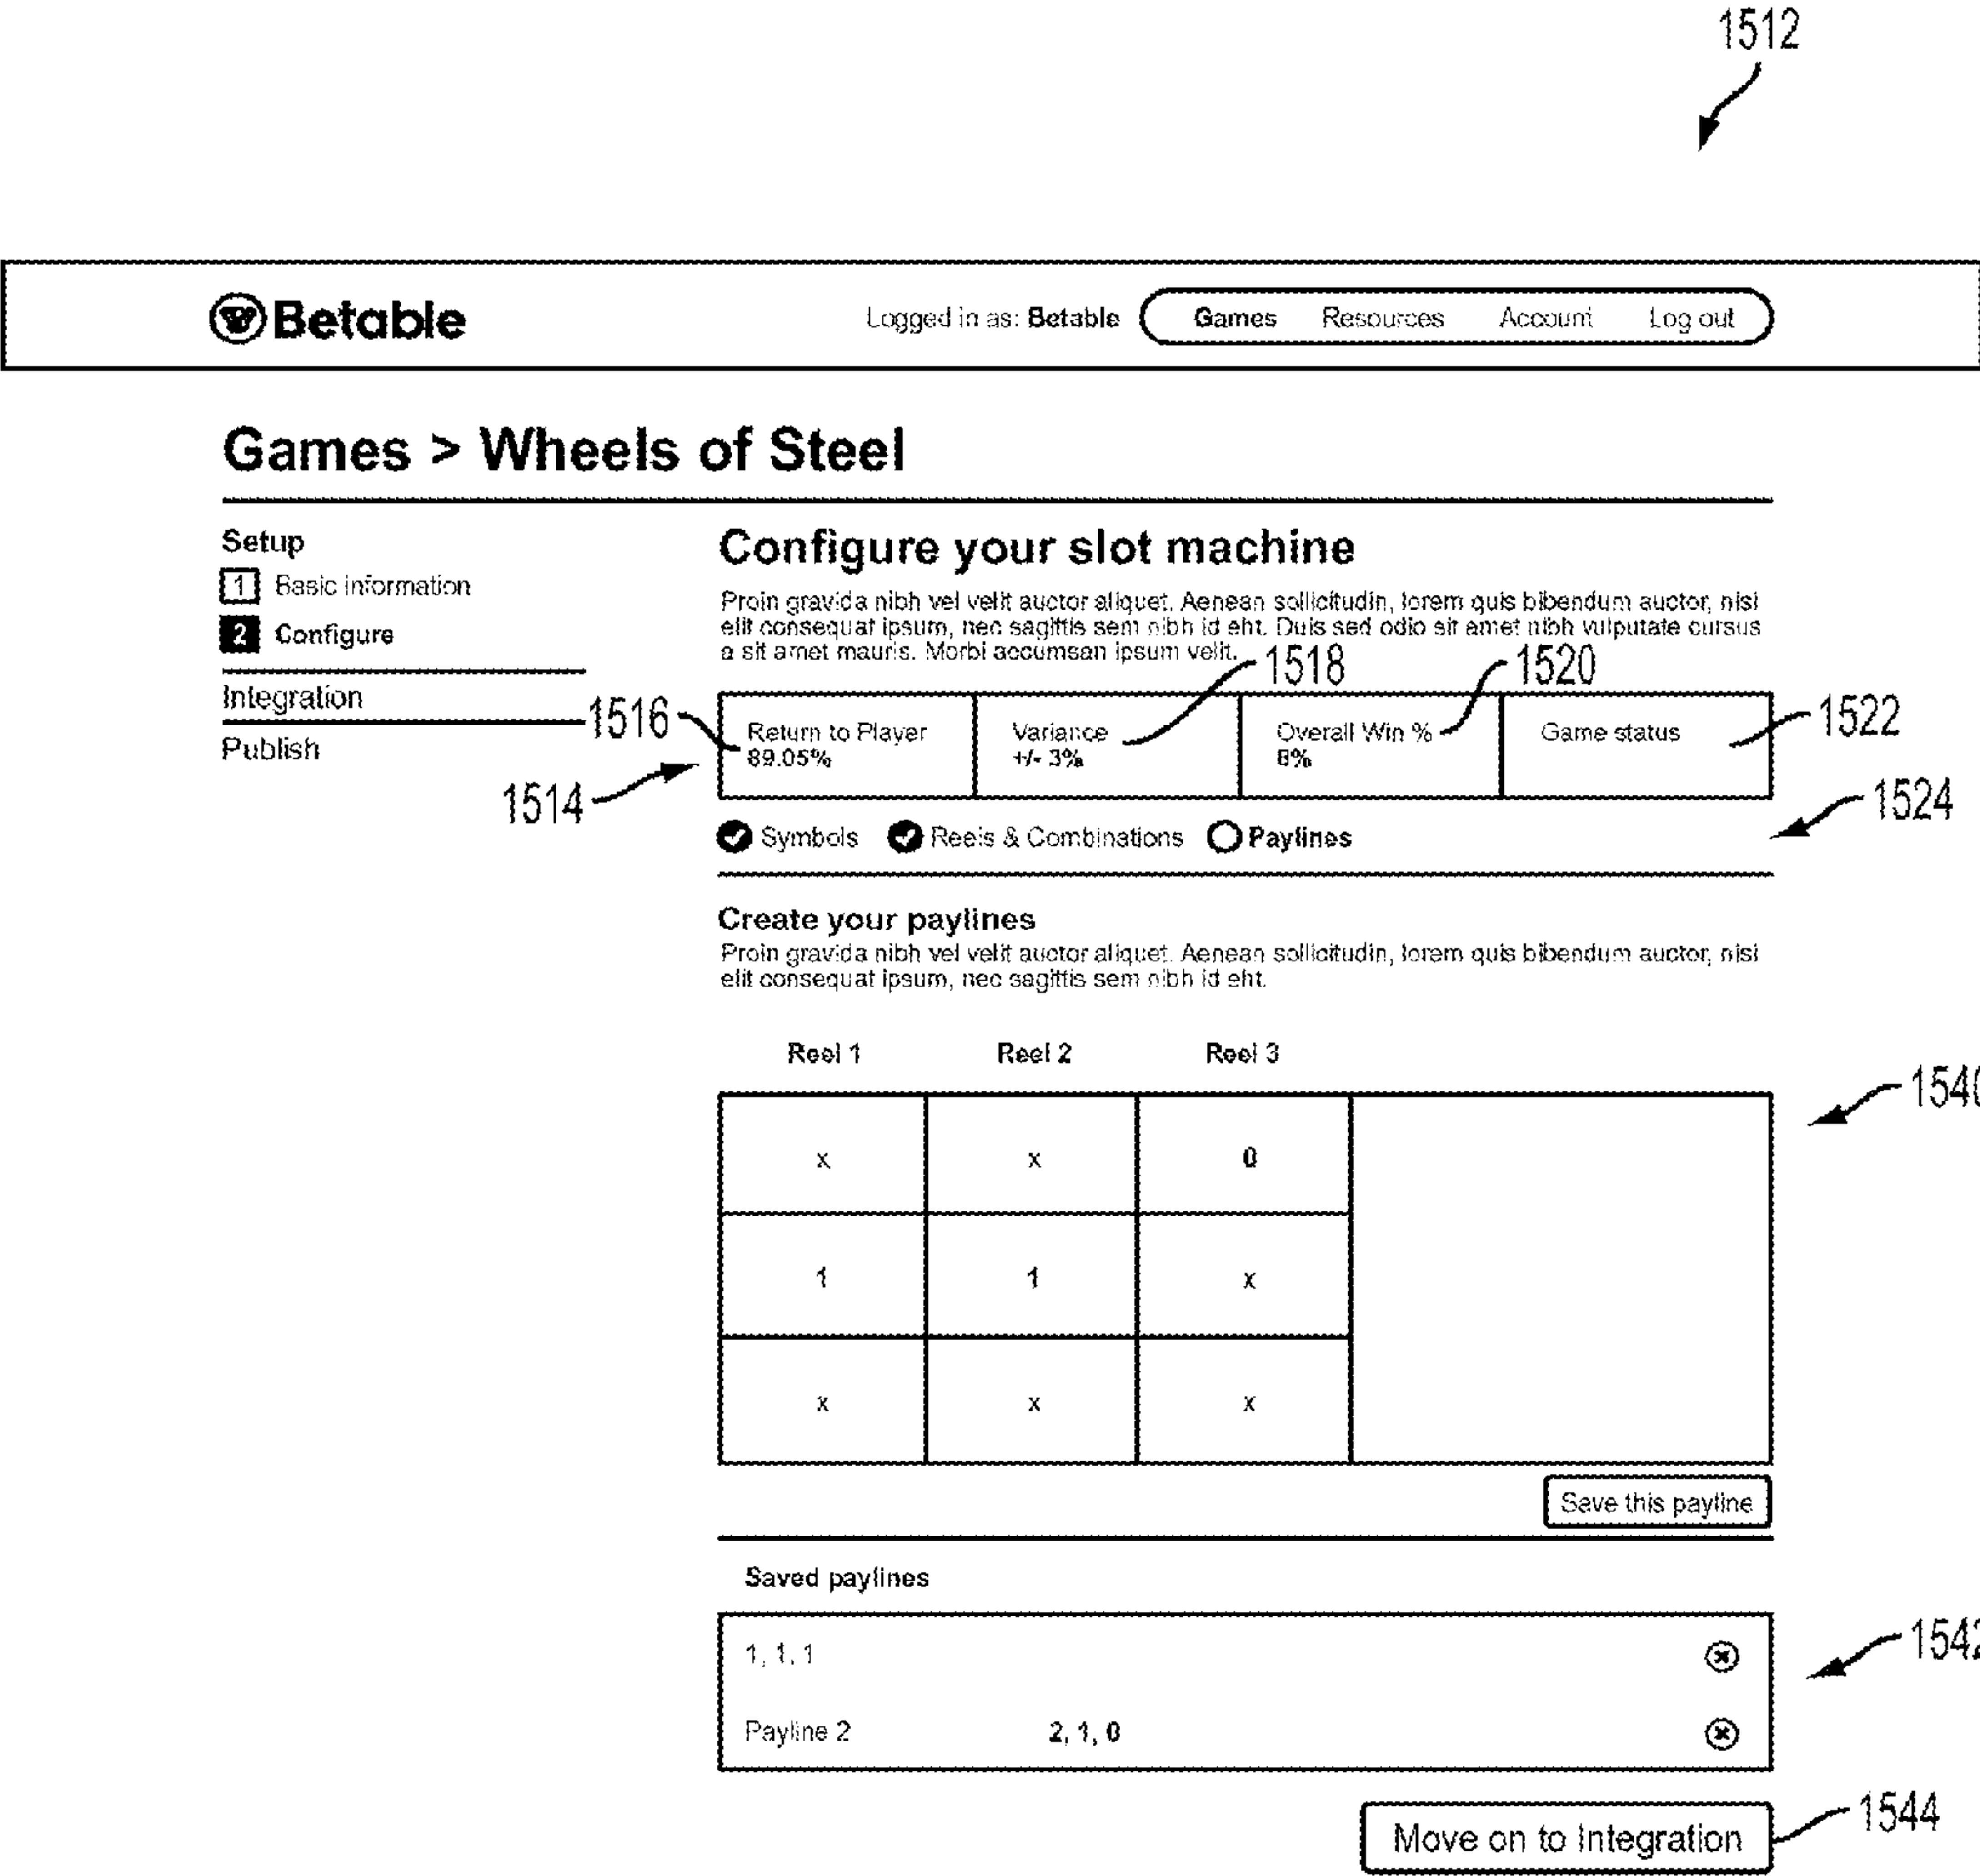 1512
Betable
Logged in as: Betable Games Resources Account Log out
Games > Wheels of Steel
Setup
1 Basic information
2 Configure
Integration
Publish
Configure your slot machine
Proin gravida nibh vel velit auctor aliquet. Aenean sollicitudin, lorem quis bibendum auctor, nisi
elit consequat ipsum, nec sagittis sem nibh id elit. Duis sed odio sit amet nibh vulputate cursus
a sit amet mauris. Morbi accumsan ipsum velit.
1518 1520
1516 1522
Return to Player Variance Overall Win % Game status
89.05% +/- 3% 8%
1514 1524
Symbols Reels & Combinations Paylines
Create your paylines
Proin gravida nibh vel velit auctor aliquet. Aenean sollicitudin, lorem quis bibendum auctor, nisi
elit consequat ipsum, nec sagittis sem nibh id elit.
Reel 1 Reel 2 Reel 3
1540
x x 0
1 1 x
x x x
Save this payline
Saved paylines
1, 1, 1
1542
Payline 2 2, 1, 0
Move on to Integration
1544